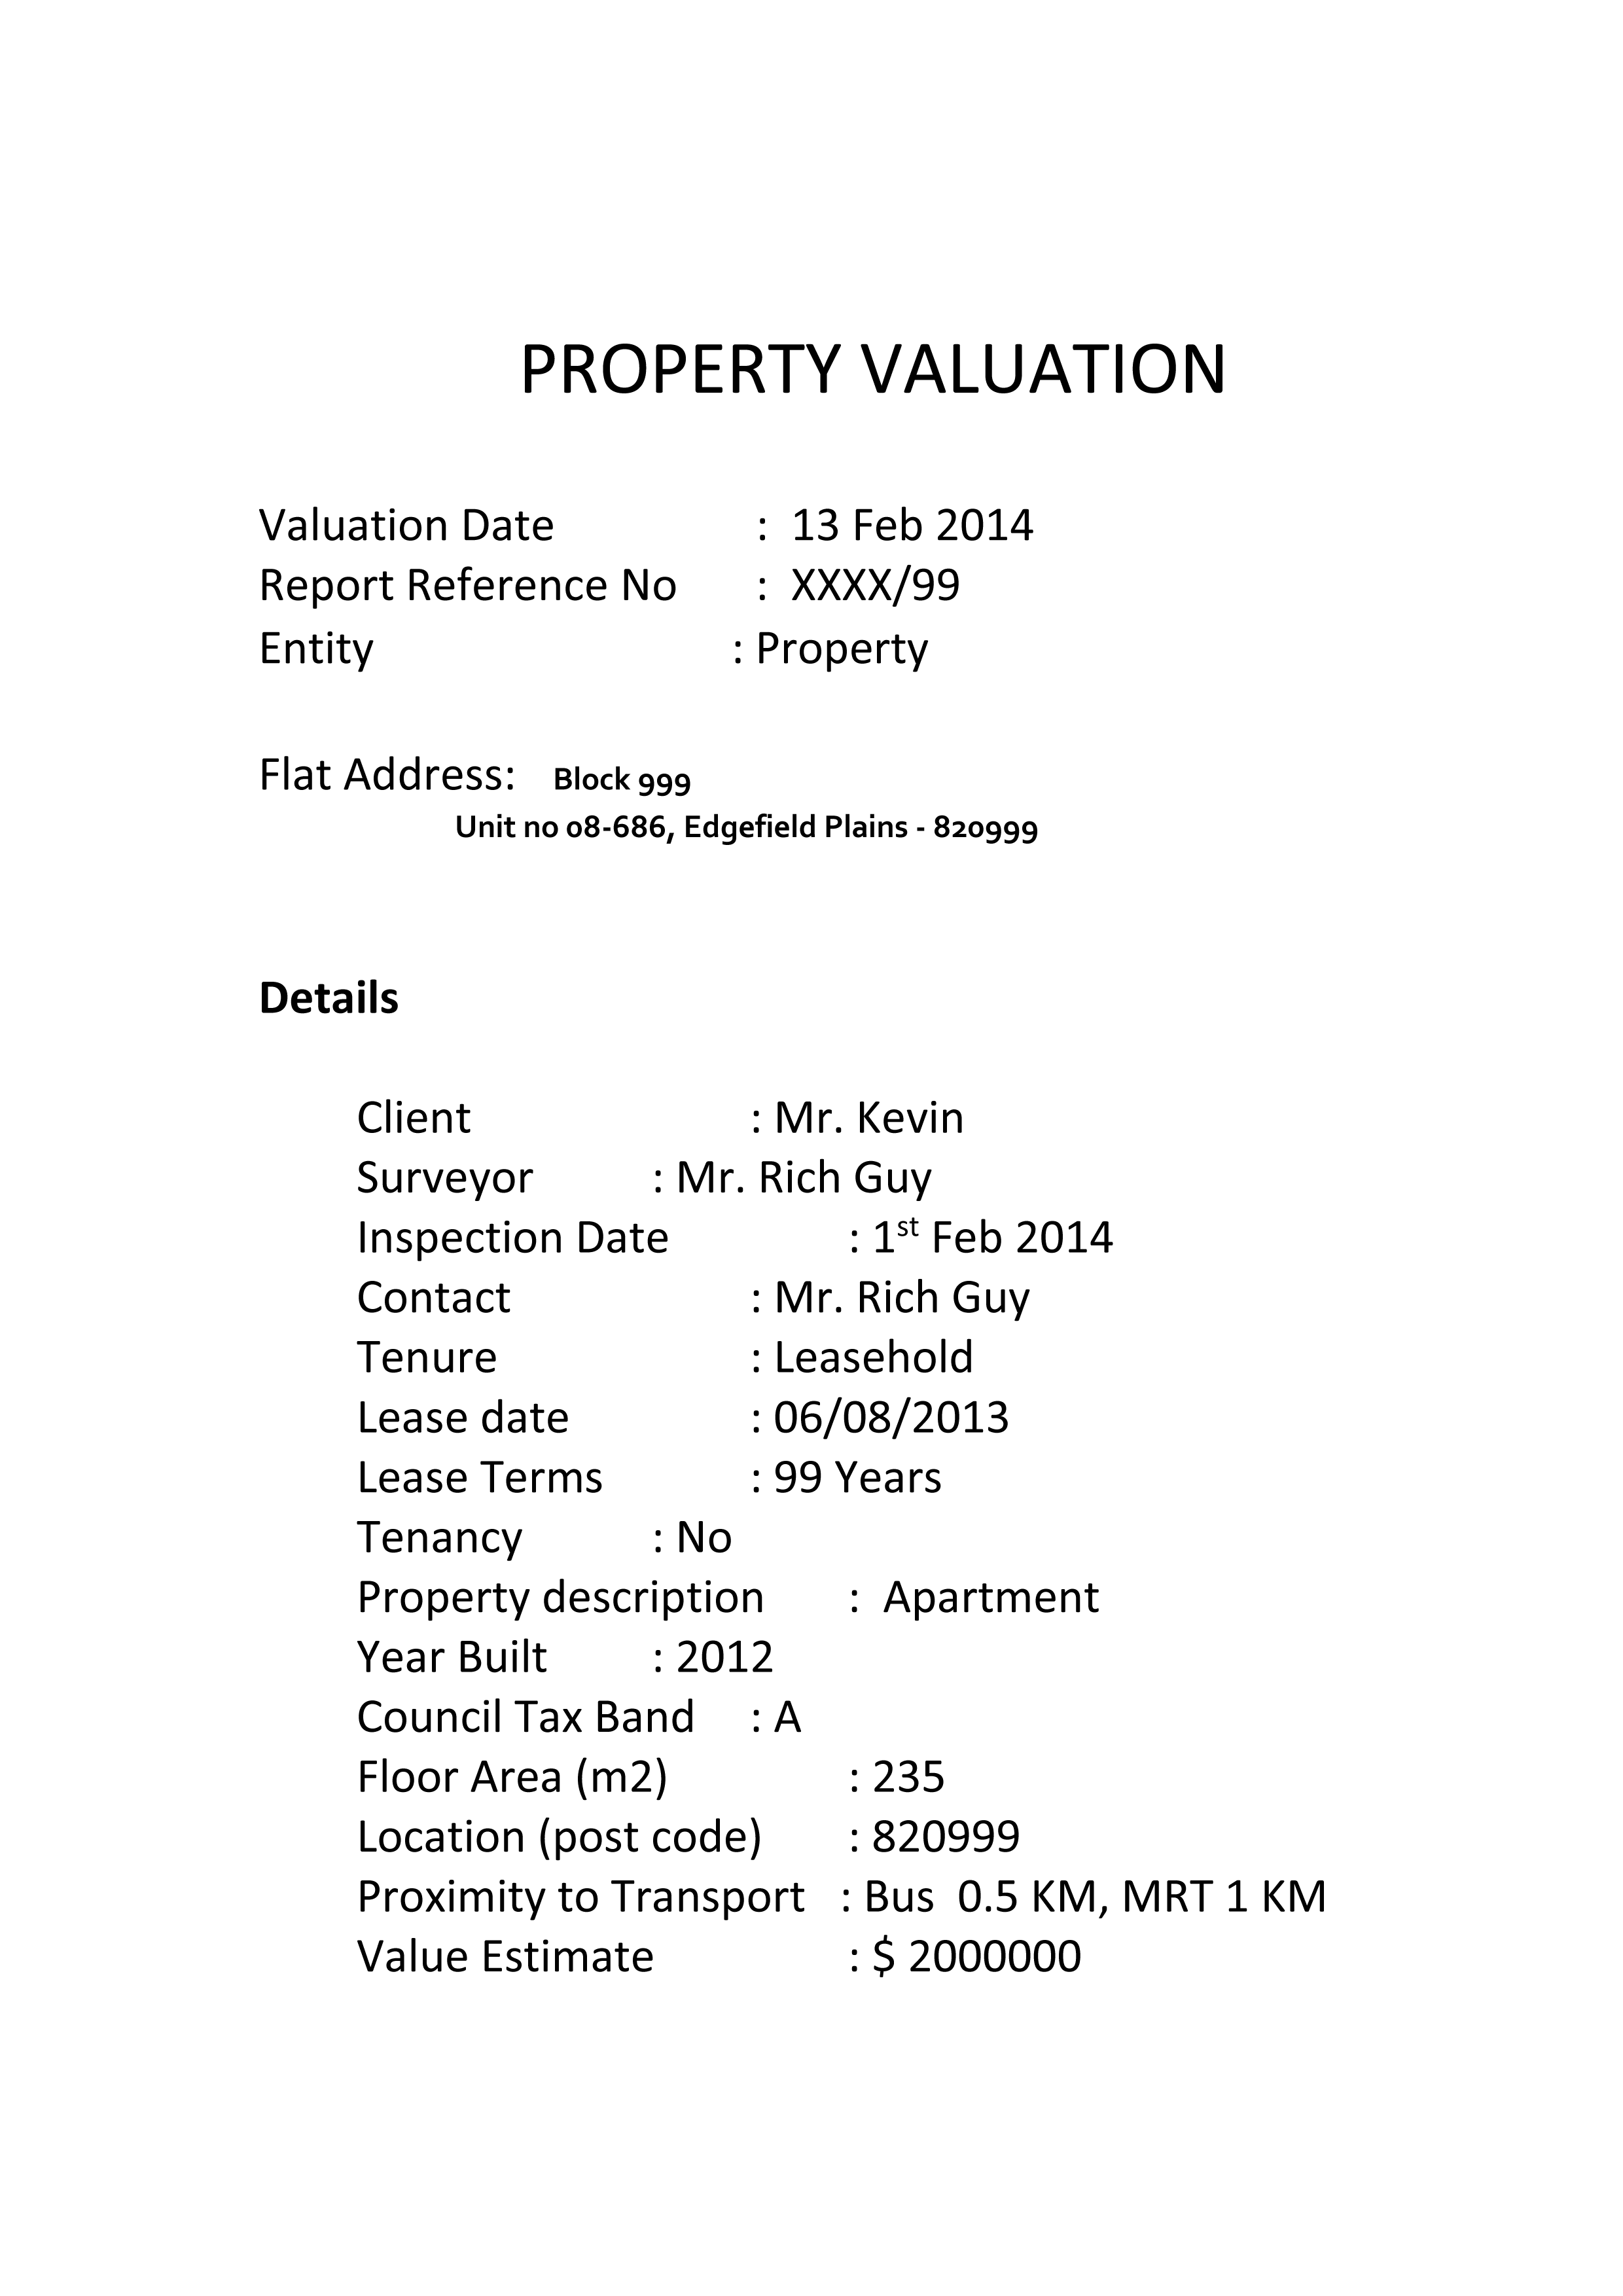 PROPERTY VALUATION
Valuation Date : 13 Feb 2014
Report Reference No : XXXX/99
Entity : Property
Flat Address: Block 999
Unit no 08-686, Edgefield Plains - 820999
Details
Client : Mr. Kevin
Surveyor : Mr. Rich Guy
Inspection Date : 1st Feb 2014
Contact : Mr. Rich Guy
Tenure : Leasehold
Lease date : 06/08/2013
Lease Terms : 99 Years
Tenancy : No
Property description : Apartment
Year Built : 2012
Council Tax Band : A
Floor Area (m2) : 235
Location (post code) : 820999
Proximity to Transport : Bus 0.5 KM, MRT 1 KM
Value Estimate : $ 2000000